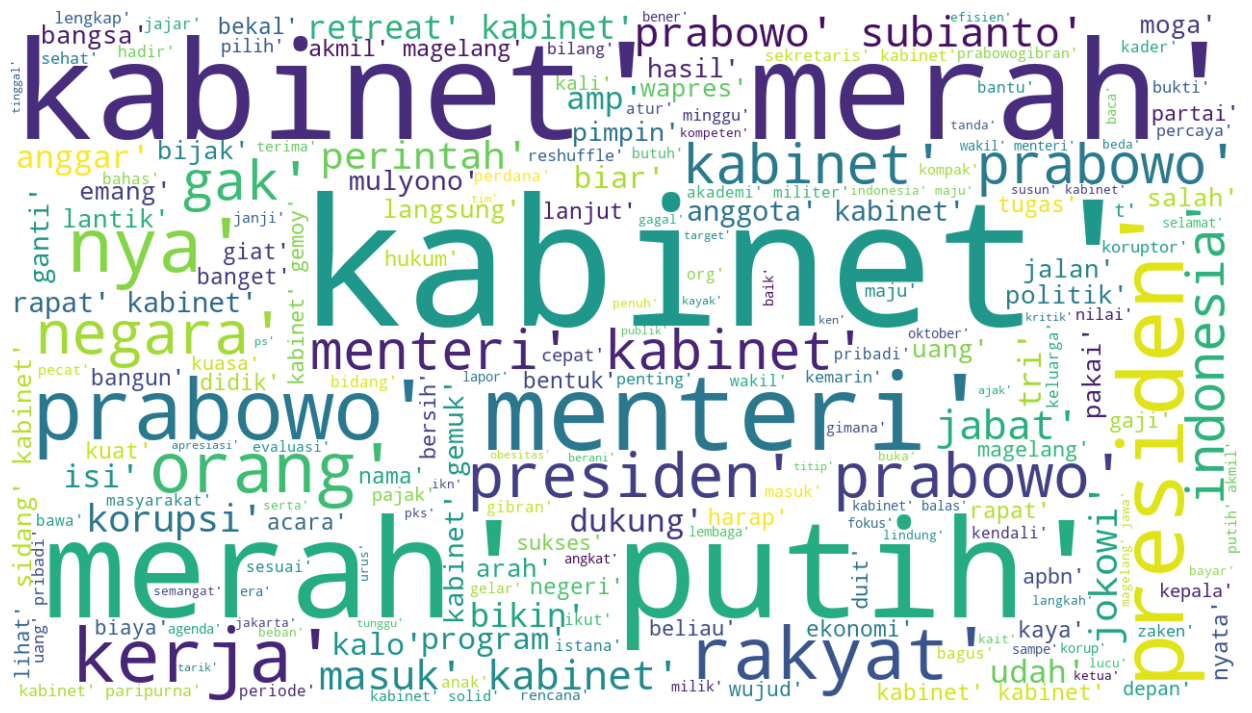 lengkap' jajar' bekal' retreat' kabinet' bener' prabowo' subianto' efisien' moga'
bangsa' hadir' pilih' akmil' magelang' bilang' sekretaris' kabinet' prabowogibran' kader'
sehat' kabinet' merah' hasil' bantu' bukti'
tinggal' kali' amp' wapres' baca' partai'
atur' minggu' tanda' percaya'
pimpin' kompeten'
anggar' bijak' terima' perintah' reshuffle' butuh' kabinet' prabowo' wakil' menteri' beda'
bahas' gak' mulyono' perdana' biar' kompak'
emang' tim' akademi' militer' indonesia' maju' susun' kabinet' salah'
ganti' lantik' janji' langsung' lanjut' gagal' anggota' kabinet' tugas' t' selamat'
nya' giat' gemoy' kabinet' target' koruptor' indonesia'
banget' hukum' kabinet' org' baik' jalan'
rapat' kabinet' penuh' kayak' maju' politik' presiden'
negara' ps' publik' ken' kritik' nilai'
kabinet' menteri' kabinet' cepat' oktober' uang' tri' keluarga' pakai'
pecat' kuasa' pribadi'
bangun' didik' bidang' lapor' bentuk' penting' wakil' kemarin' ajak'
prabowo' bersih' menteri' gimana' jabat' gaji'
kuat' apresiasi' evaluasi' gemuk' kabinet' obesitas' berani' magelang'
isi' orang' nama' presiden' prabowo' titip' buka'
sidang' kabinet' masyarakat' serta' pajak' gibran' masuk' kabinet' balas' rapat' akmil' putih'
bawa' korupsi' acara' ikn' pks' dukung' harap' fokus' kendali' jokowi' magelang' jawa'
pribadi' merah' sesuai' urus' sukses' lembaga' lindung'
arah' angkat' putih' duit' apbn' bayar'
semangat' era' gelar' negeri' langkah' kepala'
lihat' uang' biaya' agenda' jakarta' beban' tunggu' bikin' ikut' beliau' ekonomi' kaya' kait' zaken' nyata'
kerja' kalo' program' istana' rakyat' bagus' sampe' korup' lucu'
tarik' masuk' kabinet' udah' ketua'
kabinet' paripurna' periode' anak' kabinet' solid' rencana' milik' wujud' kabinet' kabinet' depan'